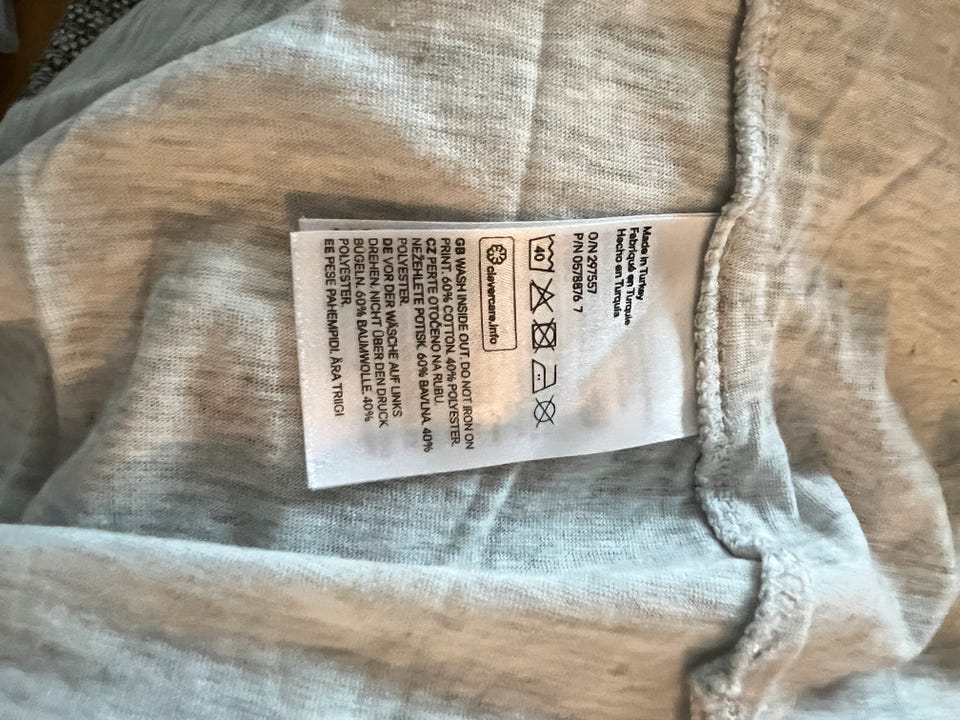 Made in Turkey
Fabriqué en Turquie
Hecho en Turquía
O/N 297557
P/N 0578876 7
40
clevercare.info
GB WASH INSIDE OUT. DO NOT IRON ON
PRINT. 60% COTTON. 40% POLYESTER.
CZ PERTE OTOČENO NA RUBU.
NEŽEHLETE POTISK. 60% BAVLNA. 40%
POLYESTER.
DE VOR DER WÄSCHE AUF LINKS
DREHEN. NICHT ÜBER DEN DRUCK
BÜGELN. 60% BAUMWOLLE. 40%
POLYESTER.
EE PESE PAHEMPIDI. ÄRA TRIIGI